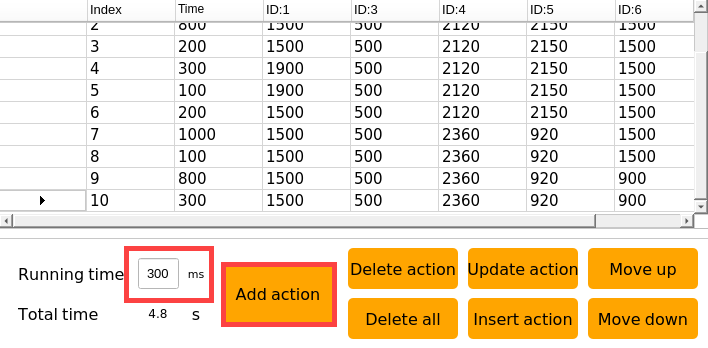 Index Time ID:1 ID:3 ID:4 ID:5 ID:6
2 800 1500 500 2120 2150 1500
3 200 1500 500 2120 2150 1500
4 300 1900 500 2120 2150 1500
5 100 1900 500 2120 2150 1500
6 200 1500 500 2120 2150 1500
7 1000 1500 500 2360 920 1500
8 100 1500 500 2360 920 1500
9 800 1500 500 2360 920 900
10 300 1500 500 2360 920 900
Running time 300 ms
Total time 4.8 s
Add action
Delete action Update action Move up
Delete all Insert action Move down